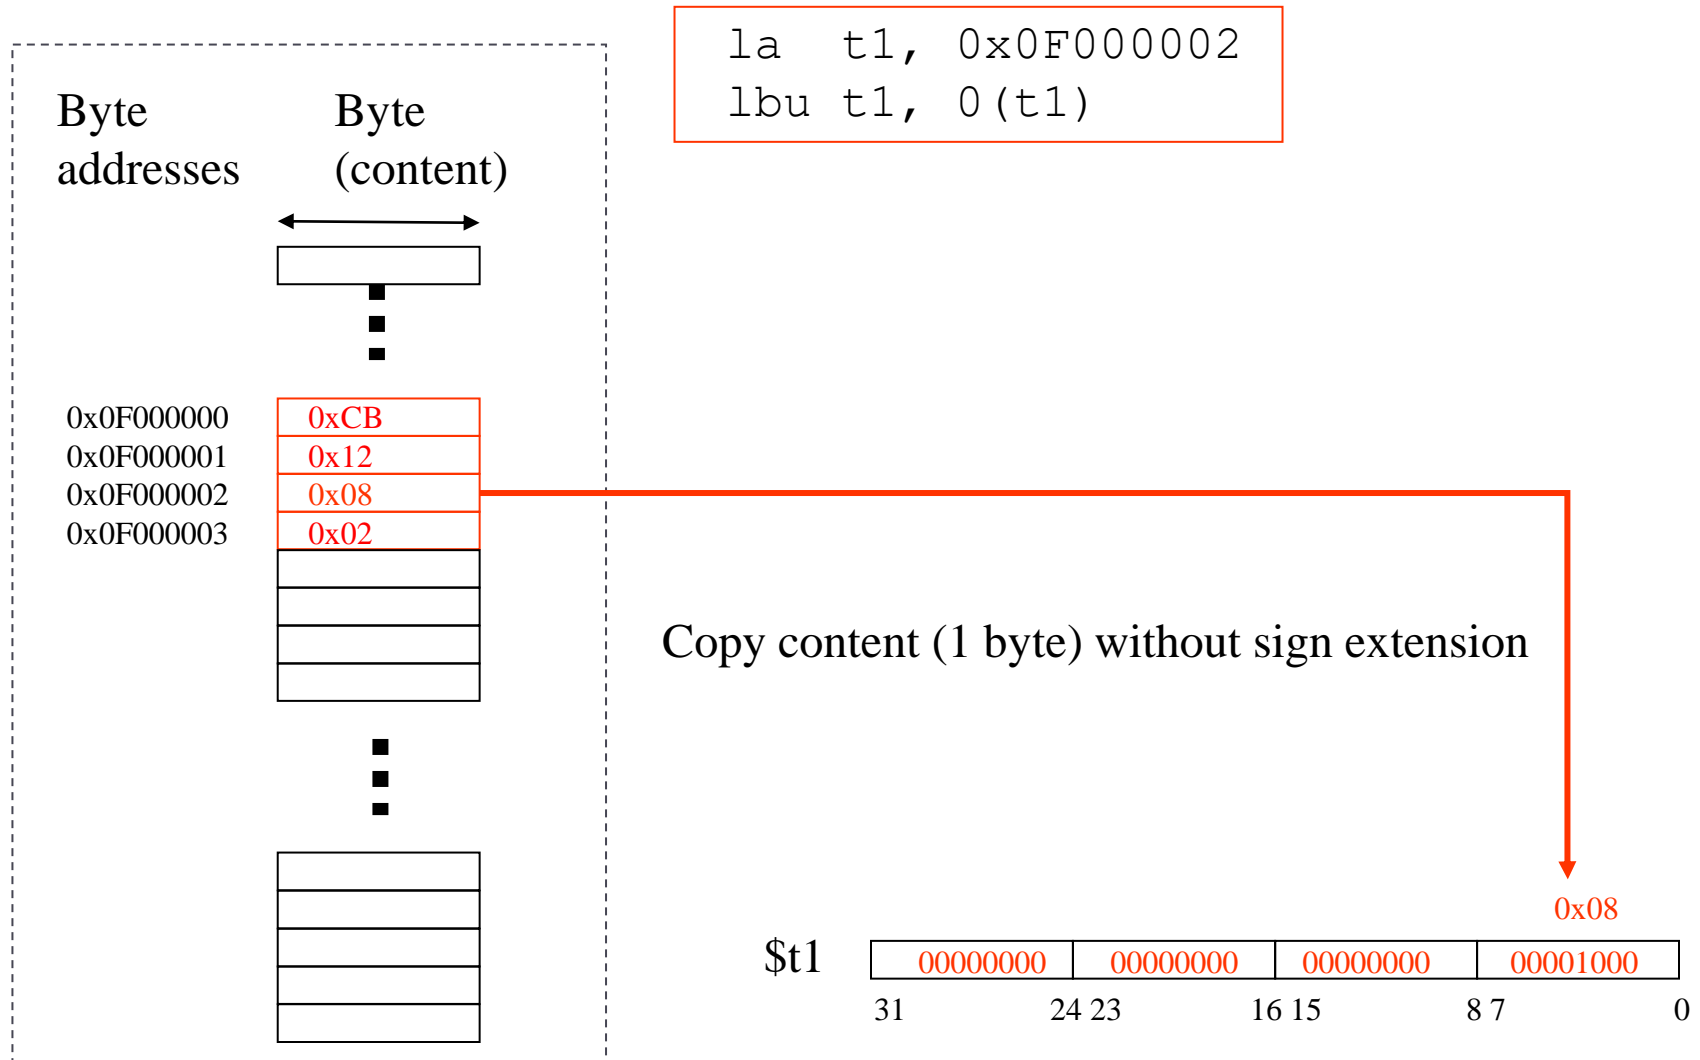 la t1, 0x0F000002
lbu t1, 0(t1)
Byte addresses
Byte (content)
0x0F000000 0xCB
0x0F000001 0x12
0x0F000002 0x08
0x0F000003 0x02
Copy content (1 byte) without sign extension
0x08
$t1 00000000 00000000 00000000 00001000
31 24 23 16 15 8 7 0